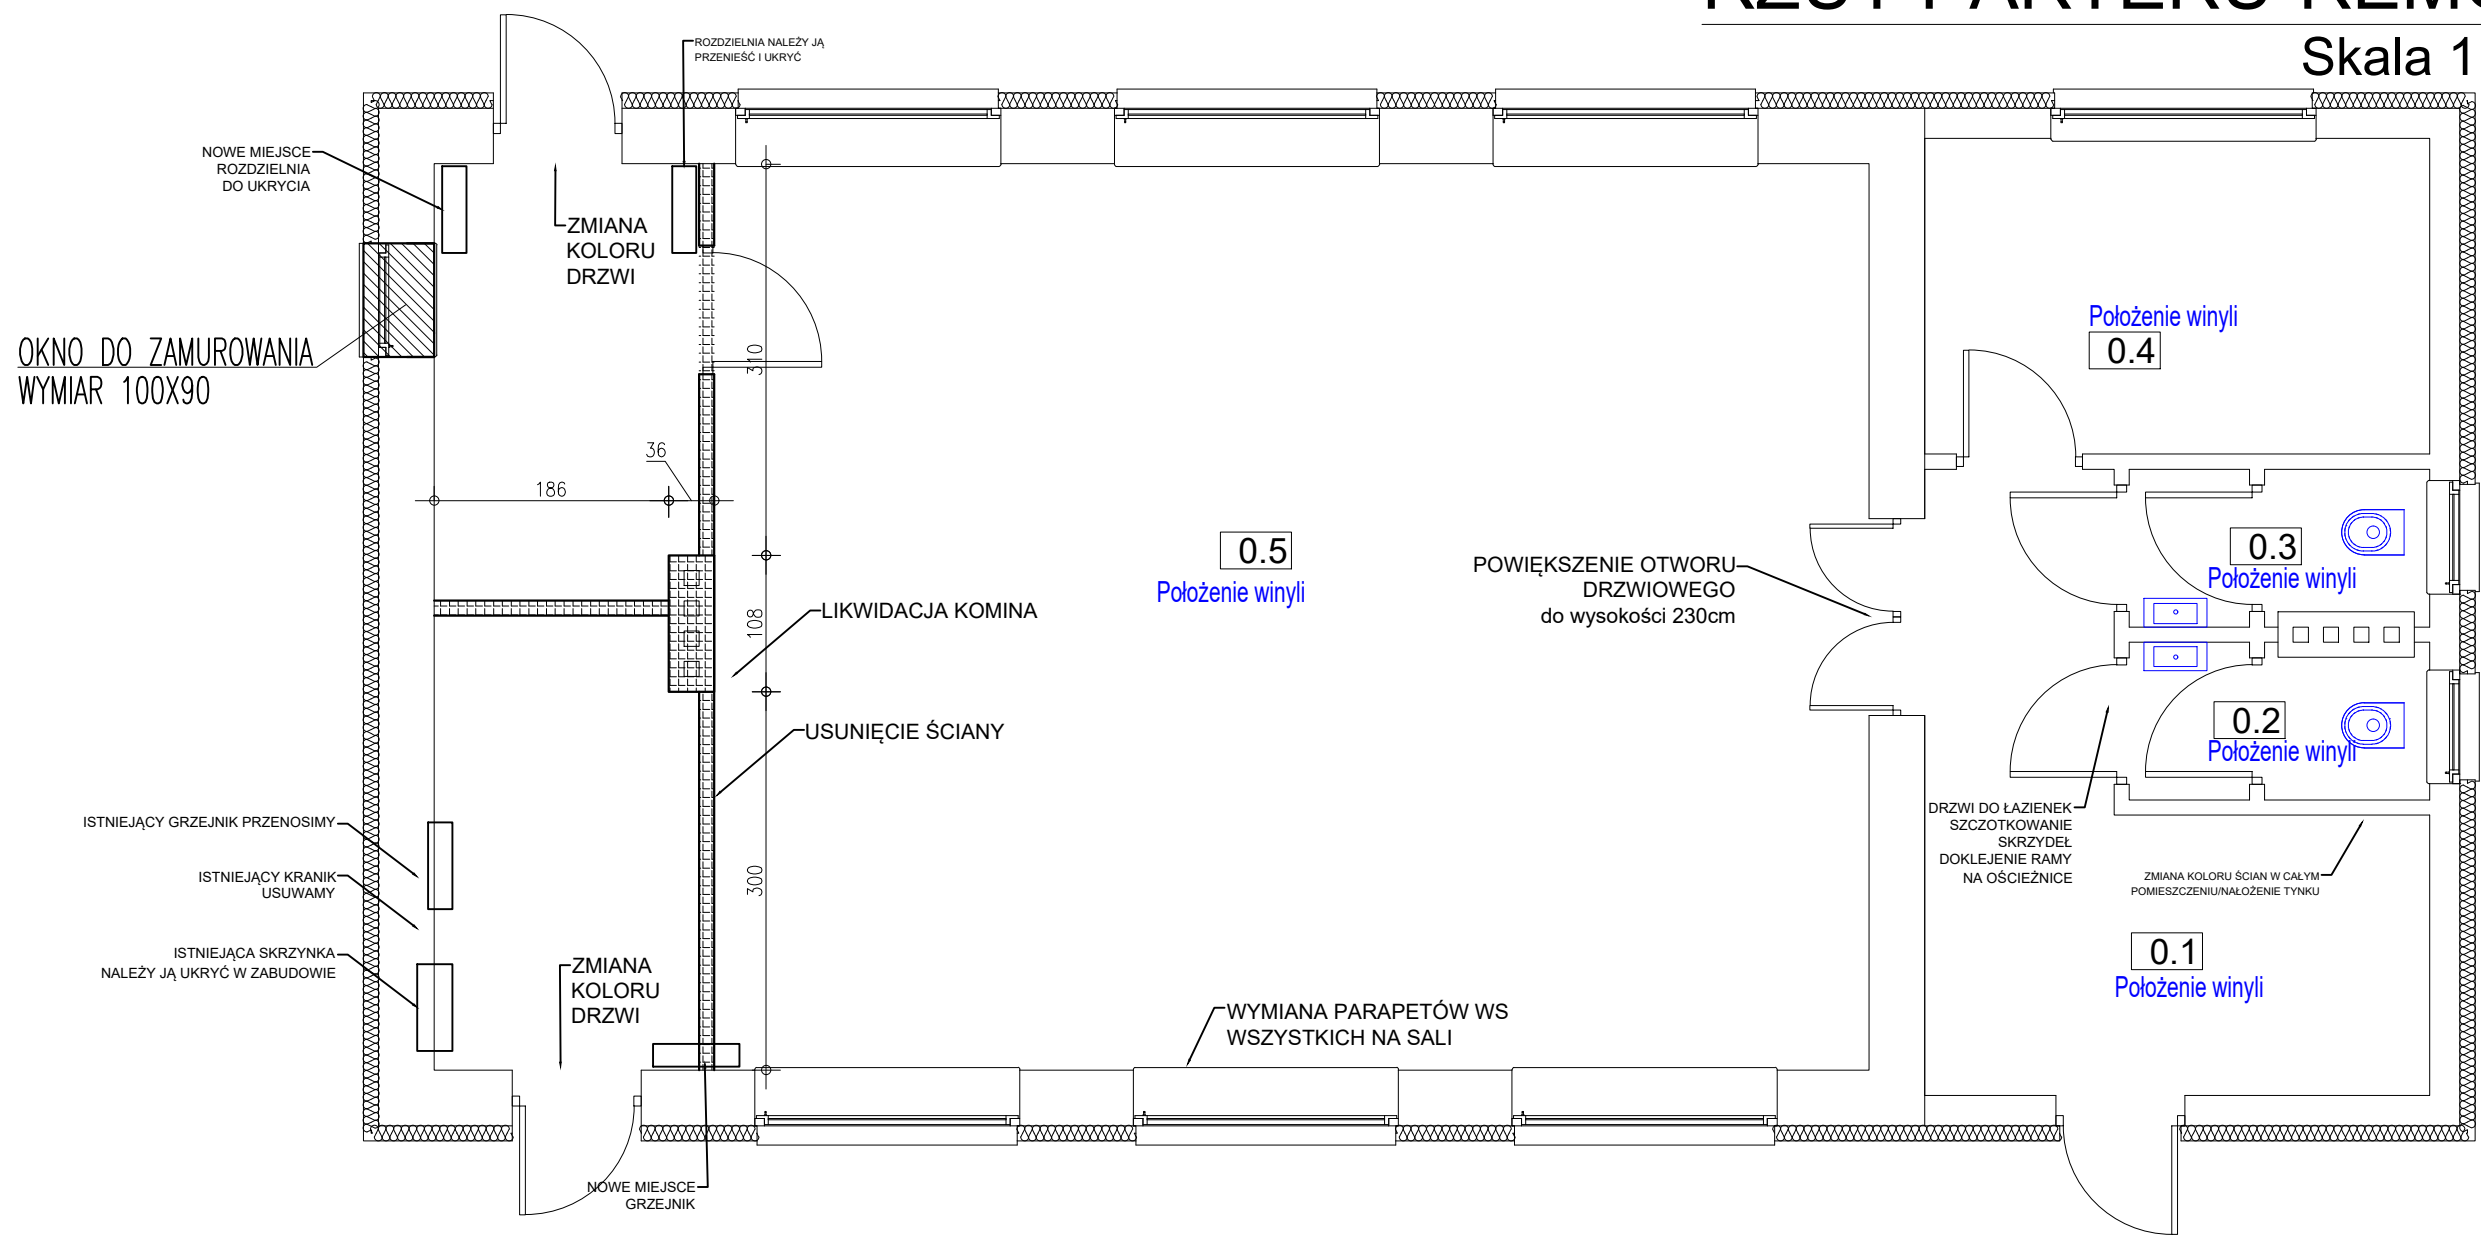 Skala 1
ROZDZIELNIA NALEŻY JĄ
PRZENIEŚĆ I UKRYĆ
NOWE MIEJSCE
ROZDZIELNIA
DO UKRYCIA
ZMIANA
KOLORU
DRZWI
OKNO DO ZAMUROWANIA
WYMIAR 100X90
310
Położenie winyli
0.4
36
186
0.5
Położenie winyli
POWIĘKSZENIE OTWORU
DRZWIOWEGO
do wysokości 230cm
0.3
Położenie winyli
108
LIKWIDACJA KOMINA
USUNIĘCIE ŚCIANY
0.2
Położenie winyli
ISTNIEJĄCY GRZEJNIK PRZENOSIMY
ISTNIEJĄCY KRANIK
USUWAMY
300
DRZWI DO ŁAZIENEK
SZCZOTKOWANIE
SKRZYDEŁ
DOKLEJENIE RAMY
NA OŚCIEŻNICE
ZMIANA KOLORU ŚCIAN W CAŁYM
POMIESZCZENIU/NAŁOŻENIE TYNKU
ISTNIEJĄCA SKRZYNKA
NALEŻY JĄ UKRYĆ W ZABUDOWIE
ZMIANA
KOLORU
DRZWI
0.1
Położenie winyli
WYMIANA PARAPETÓW WS
WSZYSTKICH NA SALI
NOWE MIEJSCE
GRZEJNIK